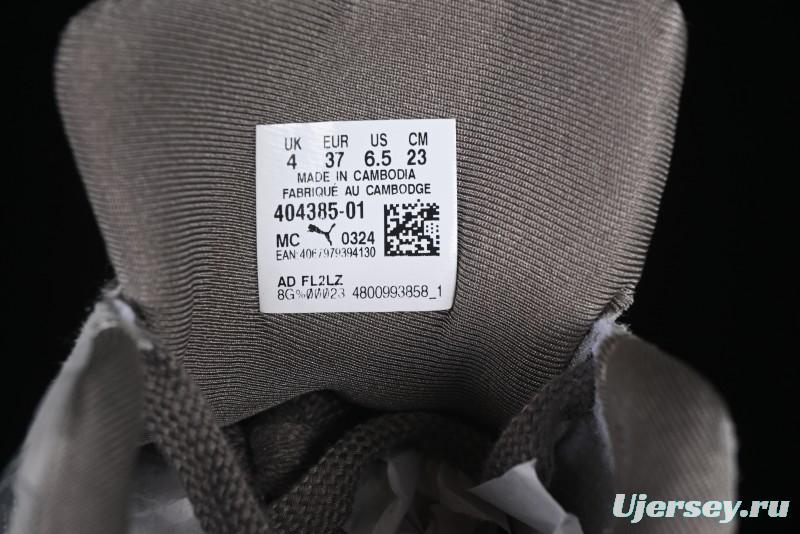 UK EUR US CM
4 37 6.5 23
MADE IN CAMBODIA
FABRIQUÉ AU CAMBODGE
404385-01
MC 0324
EAN:4067979394130
AD FL2LZ
8G%00023 4800993858_1
Ujersey.ru